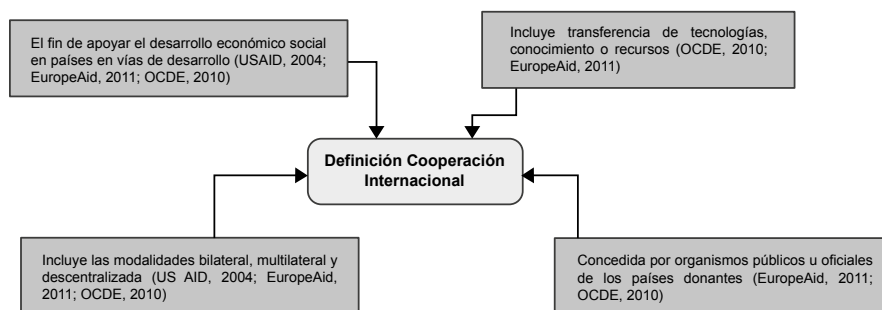 El fin de apoyar el desarrollo económico social
en países en vías de desarrollo (USAID, 2004;
EuropeAid, 2011; OCDE, 2010)
Incluye transferencia de tecnologías,
conocimiento o recursos (OCDE, 2010;
EuropeAid, 2011)
Definición Cooperación
Internacional
Incluye las modalidades bilateral, multilateral y
descentralizada (US AID, 2004; EuropeAid,
2011; OCDE, 2010)
Concedida por organismos públicos u oficiales
de los países donantes (EuropeAid, 2011;
OCDE, 2010)